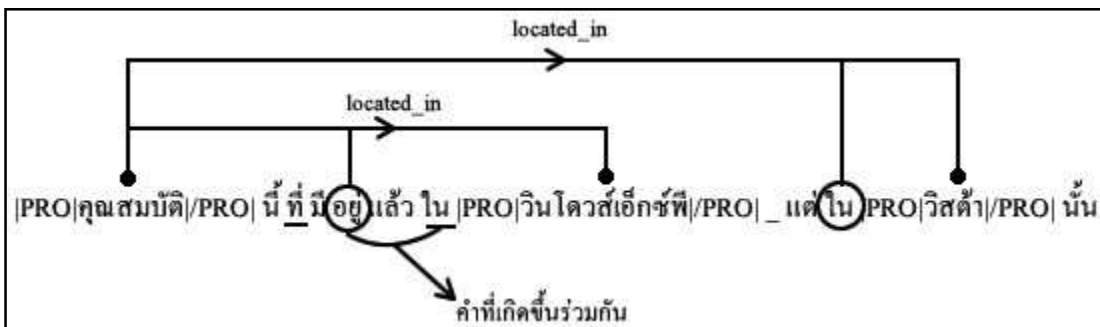 located_in
located_in
|PRO|คุณสมบัติ|/PRO| นี้ ที่ มี อยู่ แล้ว ใน |PRO|วินโดวส์เอ็กซ์พี|/PRO| _ แต่ ใน |PRO|วิสต้า|/PRO| นั้น
คำที่เกิดขึ้นร่วมกัน